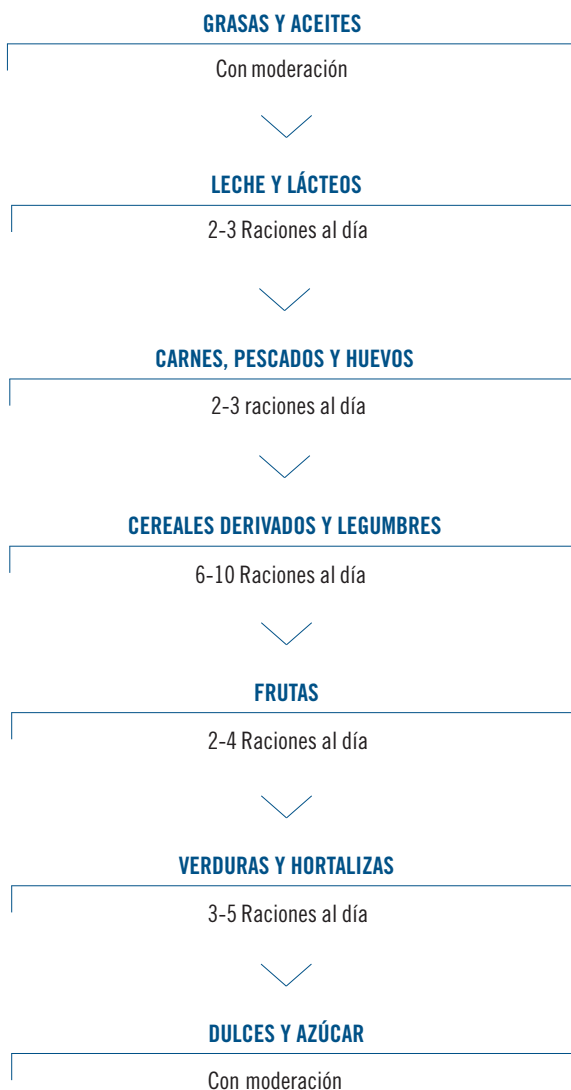 GRASAS Y ACEITES
Con moderación
LECHE Y LÁCTEOS
2-3 Raciones al día
CARNES, PESCADOS Y HUEVOS
2-3 raciones al día
CEREALES DERIVADOS Y LEGUMBRES
6-10 Raciones al día
FRUTAS
2-4 Raciones al día
VERDURAS Y HORTALIZAS
3-5 Raciones al día
DULCES Y AZÚCAR
Con moderación